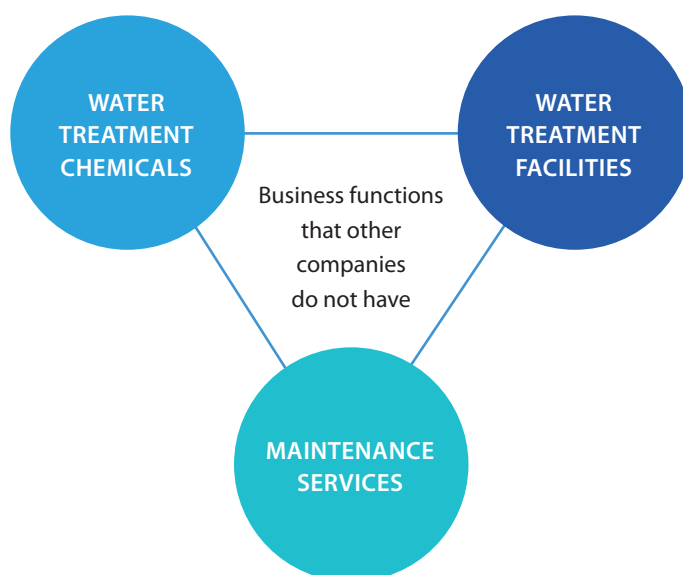 WATER
TREATMENT
CHEMICALS
WATER
TREATMENT
FACILITIES
Business functions
that other
companies
do not have
MAINTENANCE
SERVICES